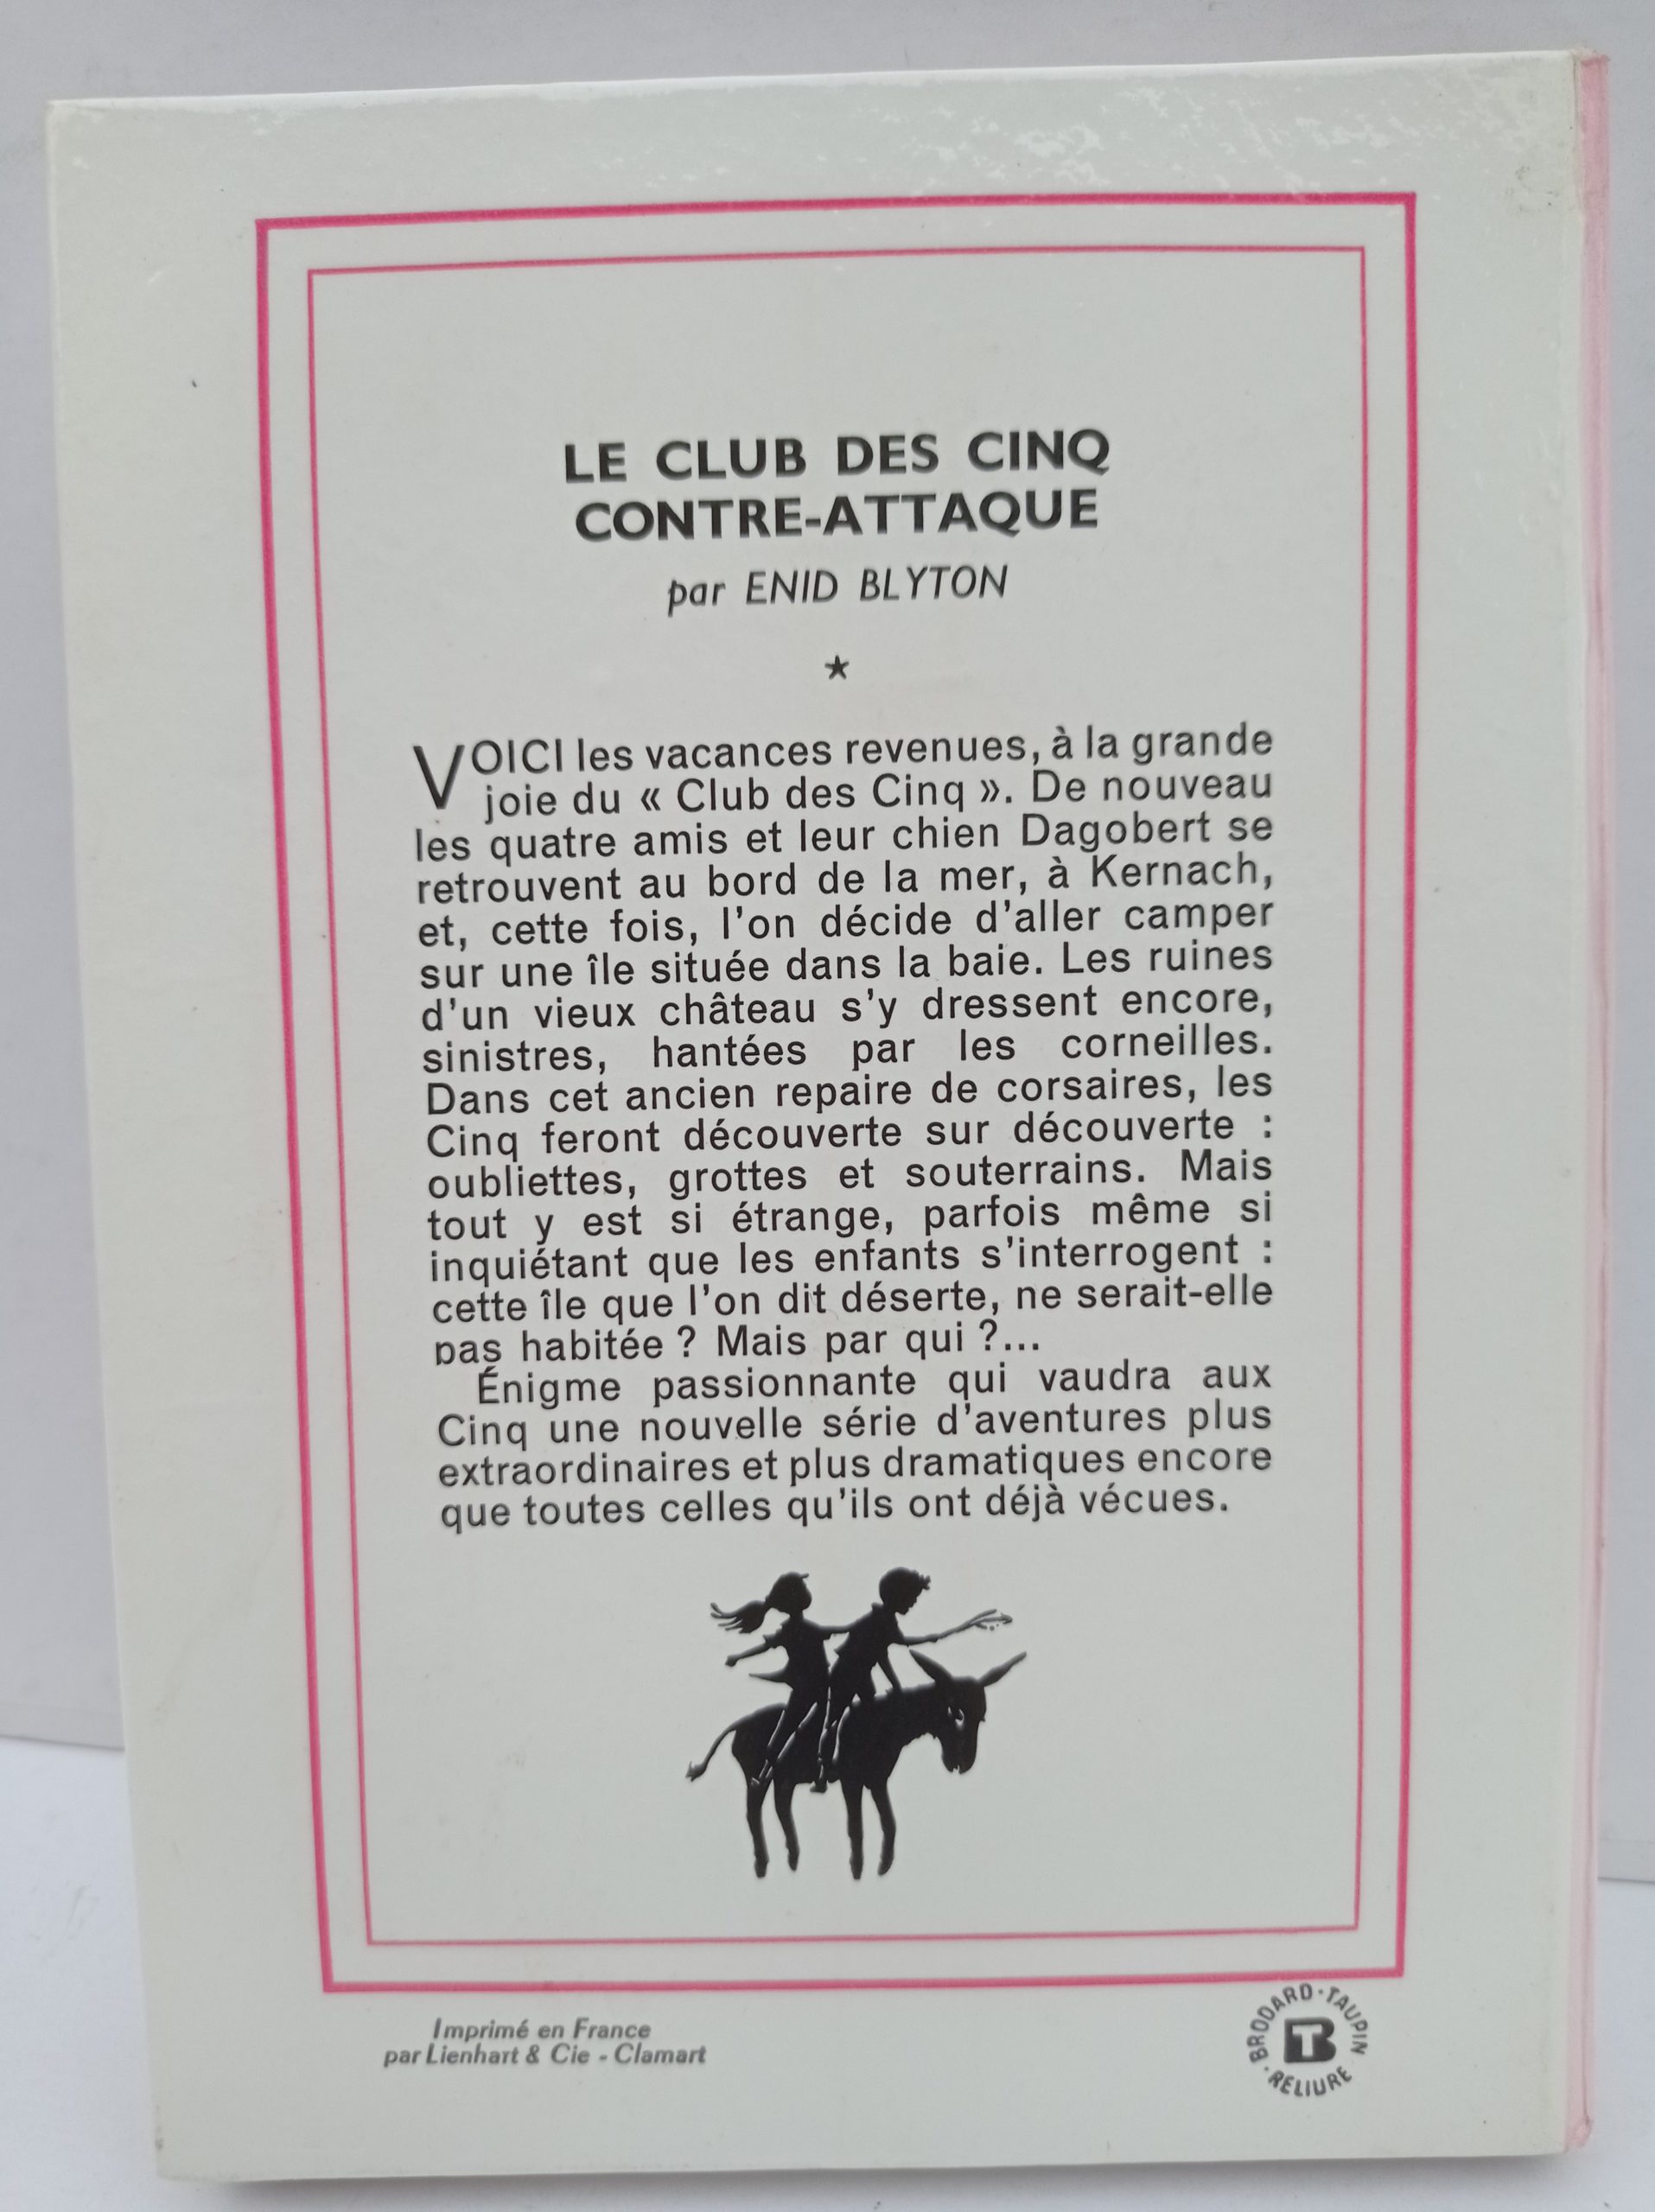 LE CLUB DES CINQ
CONTRE-ATTAQUE
par ENID BLYTON
★
VOICI les vacances revenues, à la grande
joie du « Club des Cinq ». De nouveau
les quatre amis et leur chien Dagobert se
retrouvent au bord de la mer, à Kernach,
et, cette fois, l'on décide d'aller camper
sur une île située dans la baie. Les ruines
d'un vieux château s'y dressent encore,
sinistres, hantées par les corneilles.
Dans cet ancien repaire de corsaires, les
Cinq feront découverte sur découverte :
oubliettes, grottes et souterrains. Mais
tout y est si étrange, parfois même si
inquiétant que les enfants s'interrogent :
cette île que l'on dit déserte, ne serait-elle
pas habitée ? Mais par qui ?...
Énigme passionnante qui vaudra aux
Cinq une nouvelle série d'aventures plus
extraordinaires et plus dramatiques encore
que toutes celles qu'ils ont déjà vécues.
Imprimé en France
par Lienhart & Cie - Clamart
BRODARD · TAUPIN · RELIURE ·
BT